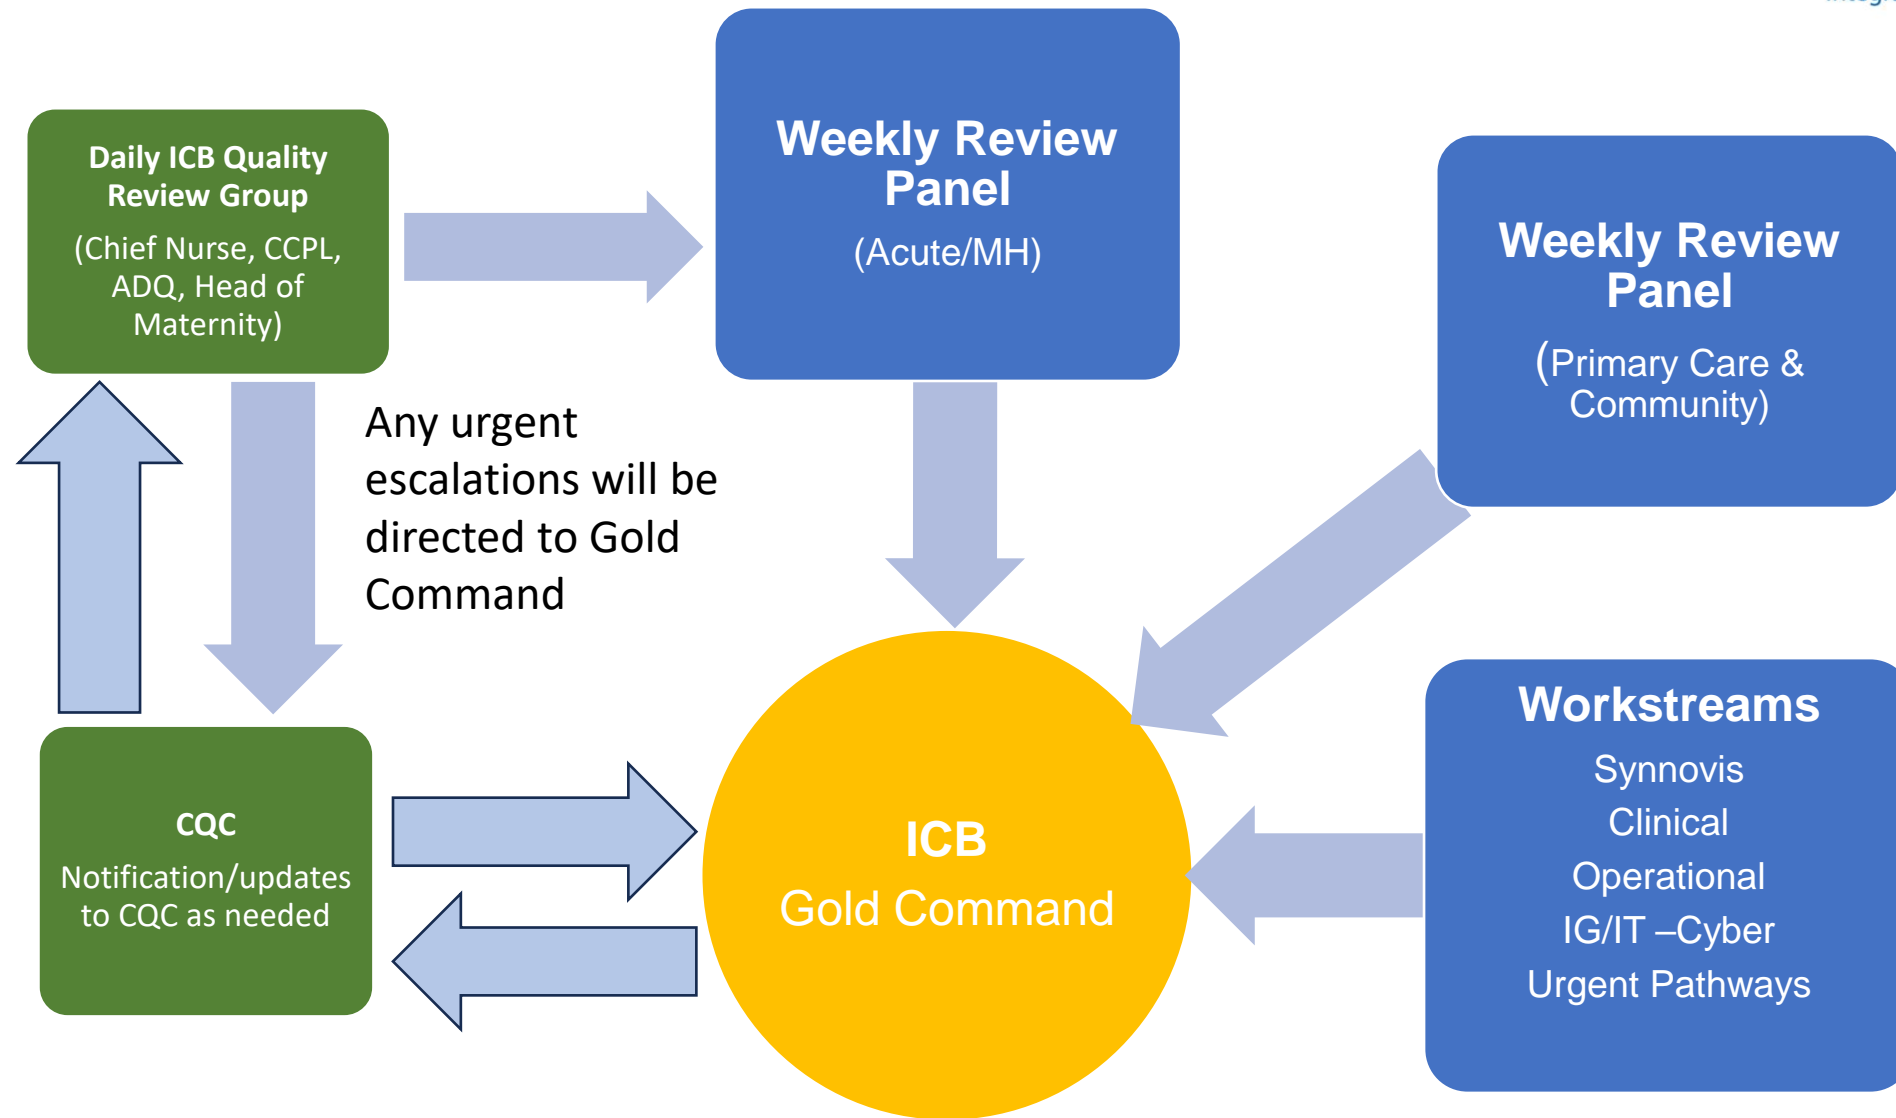 Daily ICB Quality
Review Group
(Chief Nurse, CCPL,
ADQ, Head of
Maternity)
Weekly Review
Panel
(Acute/MH)
Weekly Review
Panel
(Primary Care &
Community)
Any urgent
escalations will be
directed to Gold
Command
CQC
Notification/updates
to CQC as needed
ICB
Gold Command
Workstreams
Synnovis
Clinical
Operational
IG/IT –Cyber
Urgent Pathways